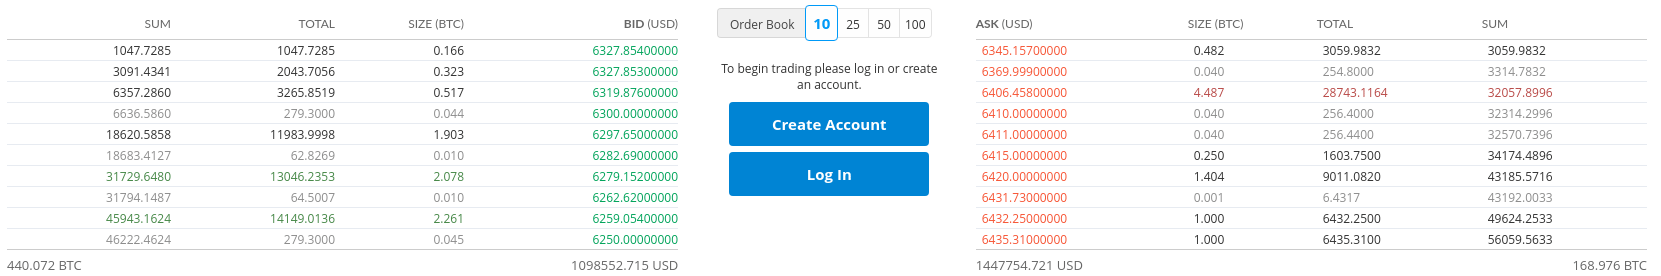 SUM TOTAL SIZE (BTC) BID (USD)
1047.7285 1047.7285 0.166 6327.85400000
3091.4341 2043.7056 0.323 6327.85300000
6357.2860 3265.8519 0.517 6319.87600000
6636.5860 279.3000 0.044 6300.00000000
18620.5858 11983.9998 1.903 6297.65000000
18683.4127 62.8269 0.010 6282.69000000
31729.6480 13046.2353 2.078 6279.15200000
31794.1487 64.5007 0.010 6262.62000000
45943.1624 14149.0136 2.261 6259.05400000
46222.4624 279.3000 0.045 6250.00000000
440.072 BTC 1098552.715 USD
Order Book 10 25 50 100
To begin trading please log in or create
an account.
Create Account
Log In
ASK (USD) SIZE (BTC) TOTAL SUM
6345.15700000 0.482 3059.9832 3059.9832
6369.99900000 0.040 254.8000 3314.7832
6406.45800000 4.487 28743.1164 32057.8996
6410.00000000 0.040 256.4000 32314.2996
6411.00000000 0.040 256.4400 32570.7396
6415.00000000 0.250 1603.7500 34174.4896
6420.00000000 1.404 9011.0820 43185.5716
6431.73000000 0.001 6.4317 43192.0033
6432.25000000 1.000 6432.2500 49624.2533
6435.31000000 1.000 6435.3100 56059.5633
1447754.721 USD 168.976 BTC